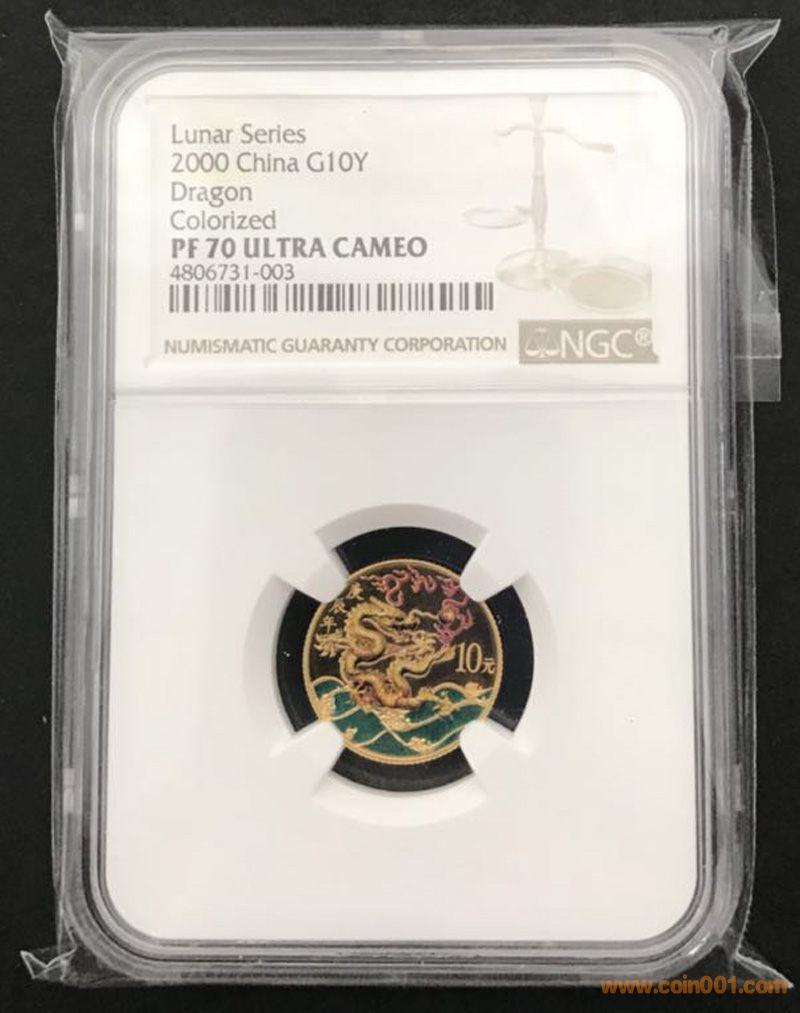 Lunar Series
2000 China G10Y
Dragon
Colorized
PF 70 ULTRA CAMEO
4806731-003
NUMISMATIC GUARANTY CORPORATION
NGC®
庚辰年
10元
www.coin001.com